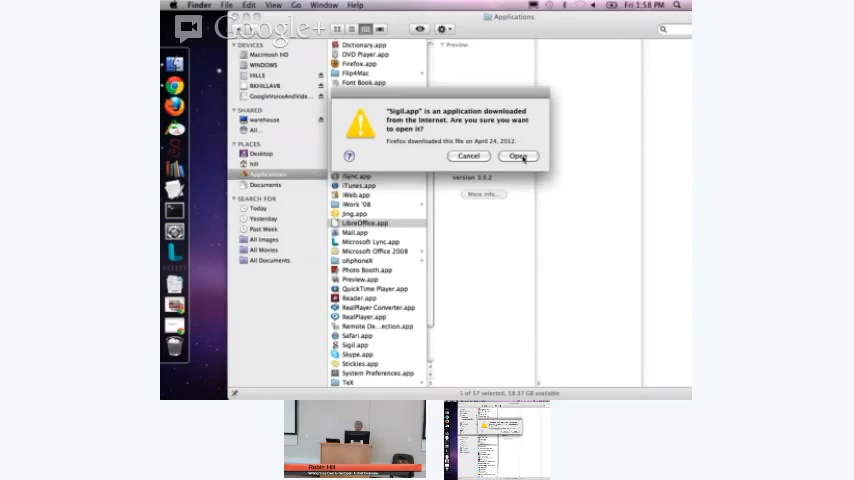 Finder File Edit View Go Window Help
Fri 1:58 PM
Google+
Applications
DEVICES
Macintosh HD
WINDOWS
HILLS
RKHILLAVB
GoogleVoiceAndVide...
SHARED
warehouse
All...
PLACES
Desktop
hill
Applications
Documents
SEARCH FOR
Today
Yesterday
Past Week
All Images
All Movies
All Documents
Dictionary.app
DVD Player.app
Firefox.app
Flip4Mac
Font Book.app
Preview:
"Sigil.app" is an application downloaded
from the Internet. Are you sure you want
to open it?
Firefox downloaded this file on April 24, 2012.
?
Cancel
Open
iSync.app
iTunes.app
iWeb.app
iWork '08
Jing.app
LibreOffice.app
Mail.app
Microsoft Lync.app
Microsoft Office 2008
ohphoneX
Photo Booth.app
Preview.app
QuickTime Player.app
Reader.app
RealPlayer Converter.app
RealPlayer.app
Remote De...ection.app
Safari.app
Sigil.app
Skype.app
Stickies.app
System Preferences.app
TeX
Version 3.5.2
More info...
1 of 57 selected, 58.37 GB available
Robin Hill